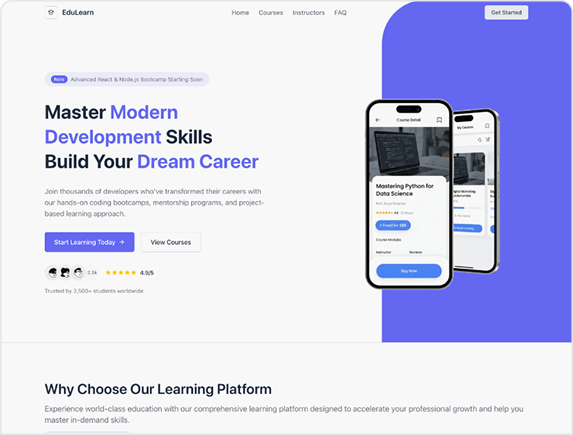 EduLearn
Home Courses Instructors FAQ
Get Started
New Advanced React & Node.js Bootcamp Starting Soon
Master Modern
Development Skills
Build Your Dream Career
Join thousands of developers who've transformed their careers with
our hands-on coding bootcamps, mentorship programs, and project-
based learning approach.
Start Learning Today →
View Courses
2.5k
4.9/5
Trusted by 2,500+ students worldwide
Course Detail
Mastering Python for
Data Science
Course Modules
Instructor Reviews
Buy Now
My Courses
Why Choose Our Learning Platform
Experience world-class education with our comprehensive learning platform designed to accelerate your professional growth and help you
master in-demand skills.